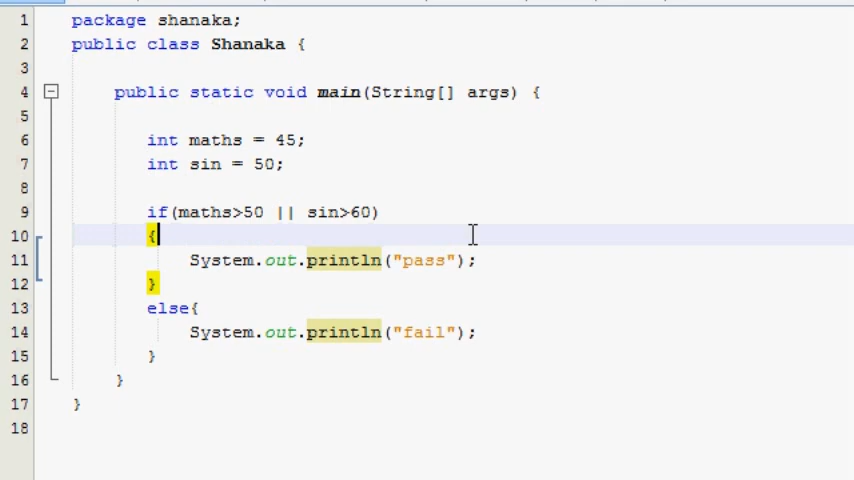 1 package shanaka;
2 public class Shanaka {
3
4 public static void main(String[] args) {
5
6 int maths = 45;
7 int sin = 50;
8
9 if(maths>50 || sin>60)
10 {
11 System.out.println("pass");
12 }
13 else{
14 System.out.println("fail");
15 }
16 }
17 }
18